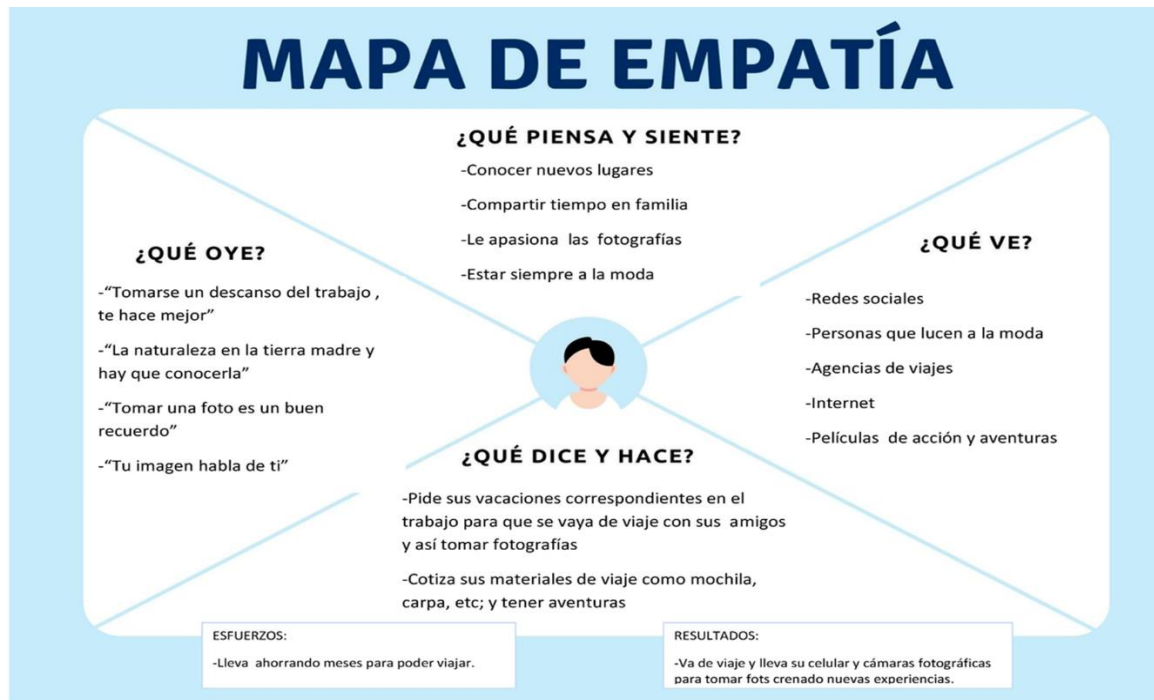 MAPA DE EMPATÍA
¿QUÉ PIENSA Y SIENTE?
-Conocer nuevos lugares
-Compartir tiempo en familia
-Le apasiona las fotografías
-Estar siempre a la moda
¿QUÉ OYE?
-“Tomarse un descanso del trabajo ,
te hace mejor”
-“La naturaleza en la tierra madre y
hay que conocerla”
-“Tomar una foto es un buen
recuerdo”
-“Tu imagen habla de ti”
¿QUÉ VE?
-Redes sociales
-Personas que lucen a la moda
-Agencias de viajes
-Internet
-Películas de acción y aventuras
¿QUÉ DICE Y HACE?
-Pide sus vacaciones correspondientes en el
trabajo para que se vaya de viaje con sus amigos
y así tomar fotografías
-Cotiza sus materiales de viaje como mochila,
carpa, etc; y tener aventuras
ESFUERZOS:
-Lleva ahorrando meses para poder viajar.
RESULTADOS:
-Va de viaje y lleva su celular y cámaras fotográficas
para tomar fots crenado nuevas experiencias.